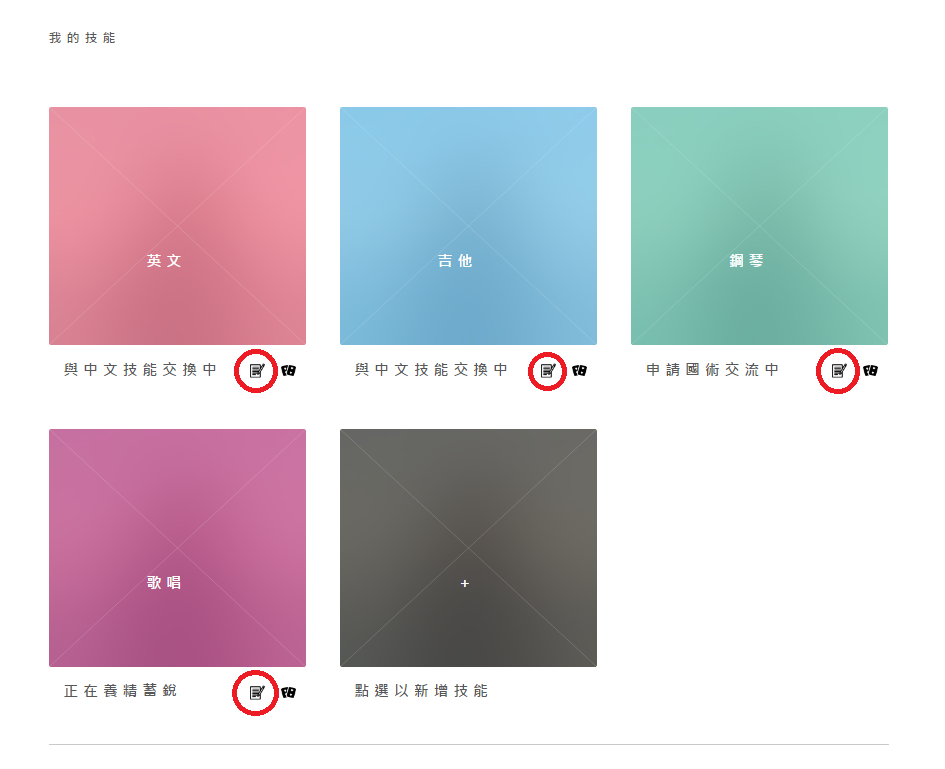 我的技能
英文
吉他
鋼琴
與中文技能交換中
與中文技能交換中
申請國術交流中
歌唱
+
正在養精蓄銳
點選以新增技能